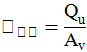 □□□ = Qu / Av